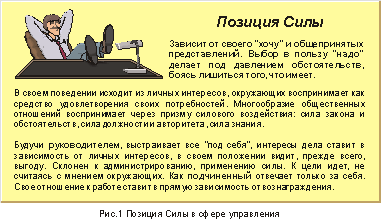 Позиция Силы
Зависит от своего "хочу" и общепринятых
представлений. Выбор в пользу "надо"
делает под давлением обстоятельств,
боясь лишиться того, что имеет.
В своем поведении исходит из личных интересов, окружающих воспринимает как
средство удовлетворения своих потребностей. Многообразие общественных
отношений воспринимает через призму силового воздействия: сила закона и
обстоятельств, сила должности и авторитета, сила знания.
Будучи руководителем, выстраивает все "под себя", интересы дела ставит в
зависимость от личных интересов, в своем положении видит, прежде всего,
выгоду. Склонен к администрированию, применению силы. К цели идет, не
считаясь с мнением окружающих. Как подчиненный отвечает только за себя.
Свое отношение к работе ставит в прямую зависимость от вознаграждения.
Рис.1 Позиция Силы в сфере управления